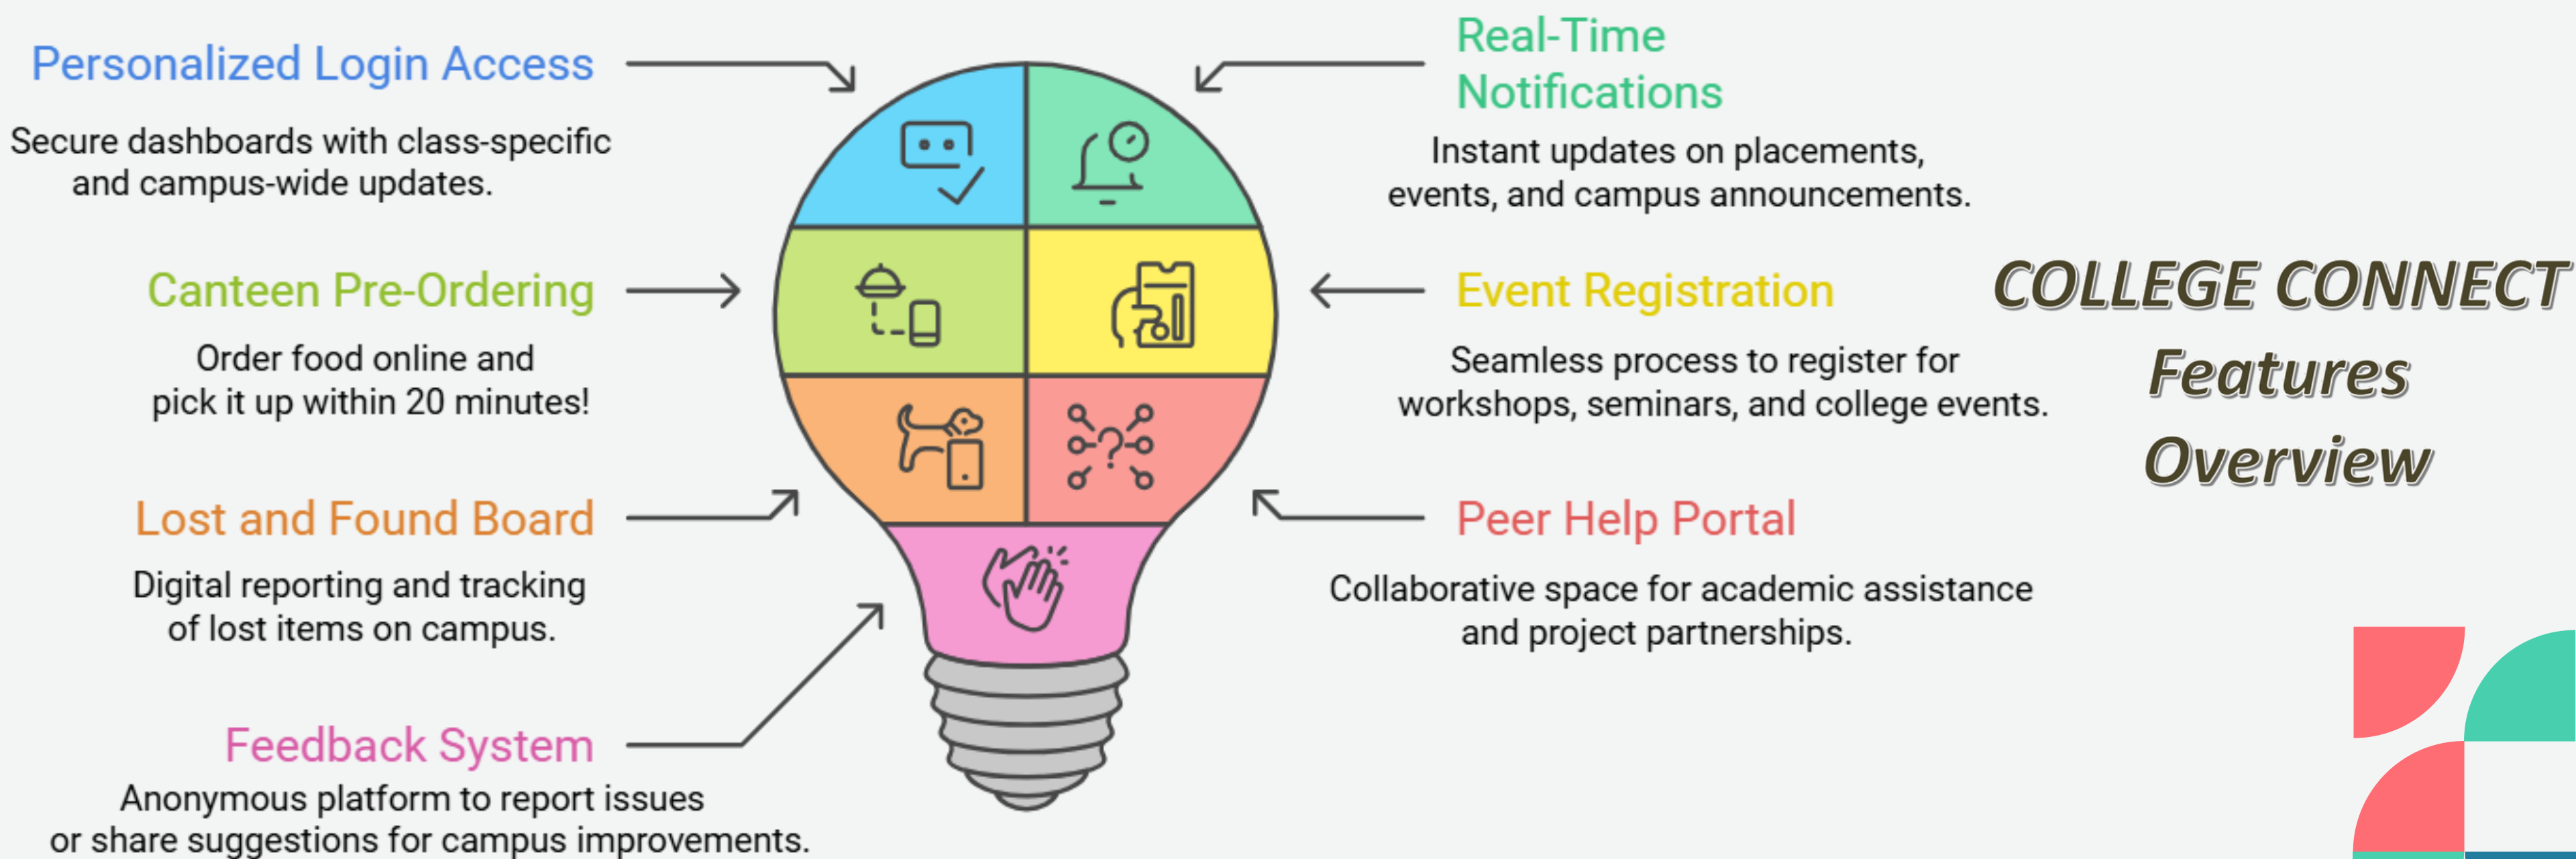 Personalized Login Access
Secure dashboards with class-specific
and campus-wide updates.
Canteen Pre-Ordering
Order food online and
pick it up within 20 minutes!
Lost and Found Board
Digital reporting and tracking
of lost items on campus.
Feedback System
Anonymous platform to report issues
or share suggestions for campus improvements.
Real-Time
Notifications
Instant updates on placements,
events, and campus announcements.
Event Registration
Seamless process to register for
workshops, seminars, and college events.
Peer Help Portal
Collaborative space for academic assistance
and project partnerships.
COLLEGE CONNECT
Features
Overview